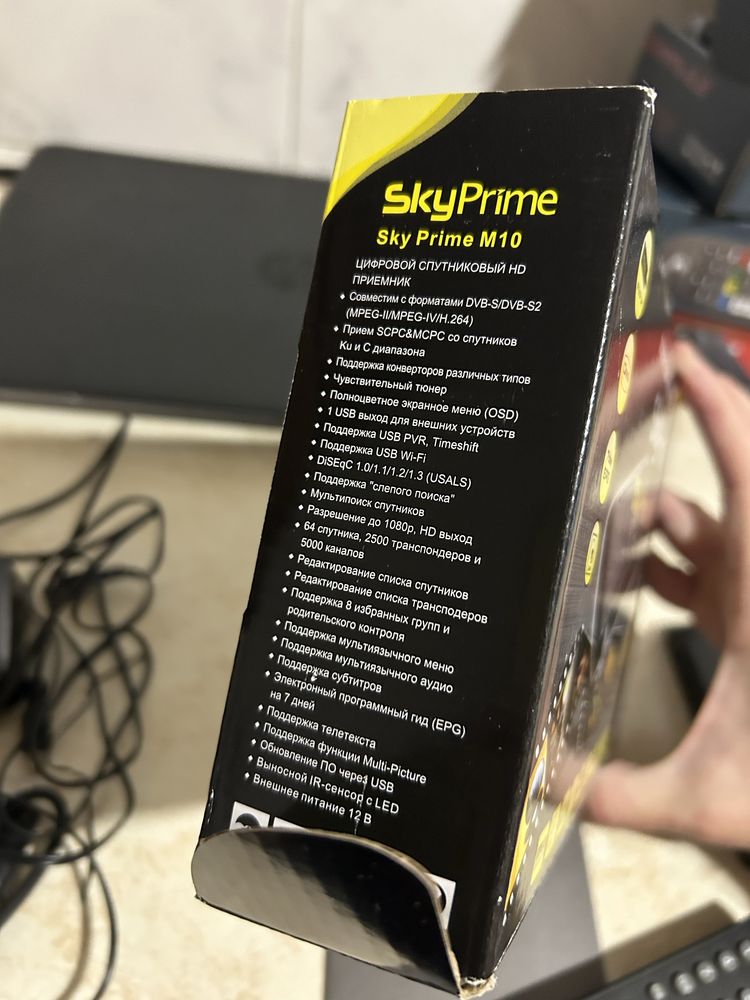 SkyPrime
Sky Prime M10
ЦИФРОВОЙ СПУТНИКОВЫЙ HD
ПРИЕМНИК
Совместим с форматами DVB-S/DVB-S2
(MPEG-II/MPEG-IV/H.264)
Прием SCPC&MCPC со спутников
Ku и C диапазона
Поддержка конверторов различных типов
Чувствительный тюнер
Полноцветное экранное меню (OSD)
1 USB выход для внешних устройств
Поддержка USB PVR, Timeshift
Поддержка USB Wi-Fi
DiSEqC 1.0/1.1/1.2/1.3 (USALS)
Поддержка "слепого поиска"
Мультипоиск спутников
Разрешение до 1080p, HD выход
64 спутника, 2500 транспондеров и
5000 каналов
Редактирование списка спутников
Редактирование списка трансподеров
Поддержка 8 избранных групп и
родительского контроля
Поддержка мультиязычного меню
Поддержка мультиязычного аудио
Поддержка субтитров
Электронный программный гид (EPG)
на 7 дней
Поддержка телетекста
Поддержка функции Multi-Picture
Обновление ПО через USB
Выносной IR-сенсор с LED
Внешнее питание 12 В